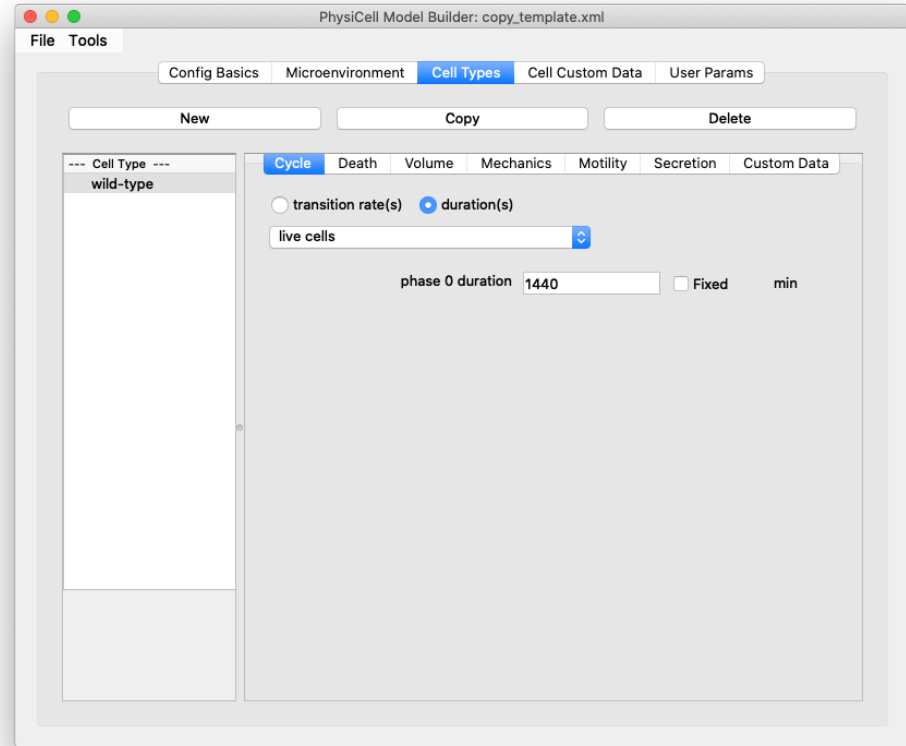 PhysiCell Model Builder: copy_template.xml
File Tools
Config Basics Microenvironment Cell Types Cell Custom Data User Params
New Copy Delete
--- Cell Type ---
wild-type
Cycle Death Volume Mechanics Motility Secretion Custom Data
transition rate(s) duration(s)
live cells
phase 0 duration 1440 Fixed min